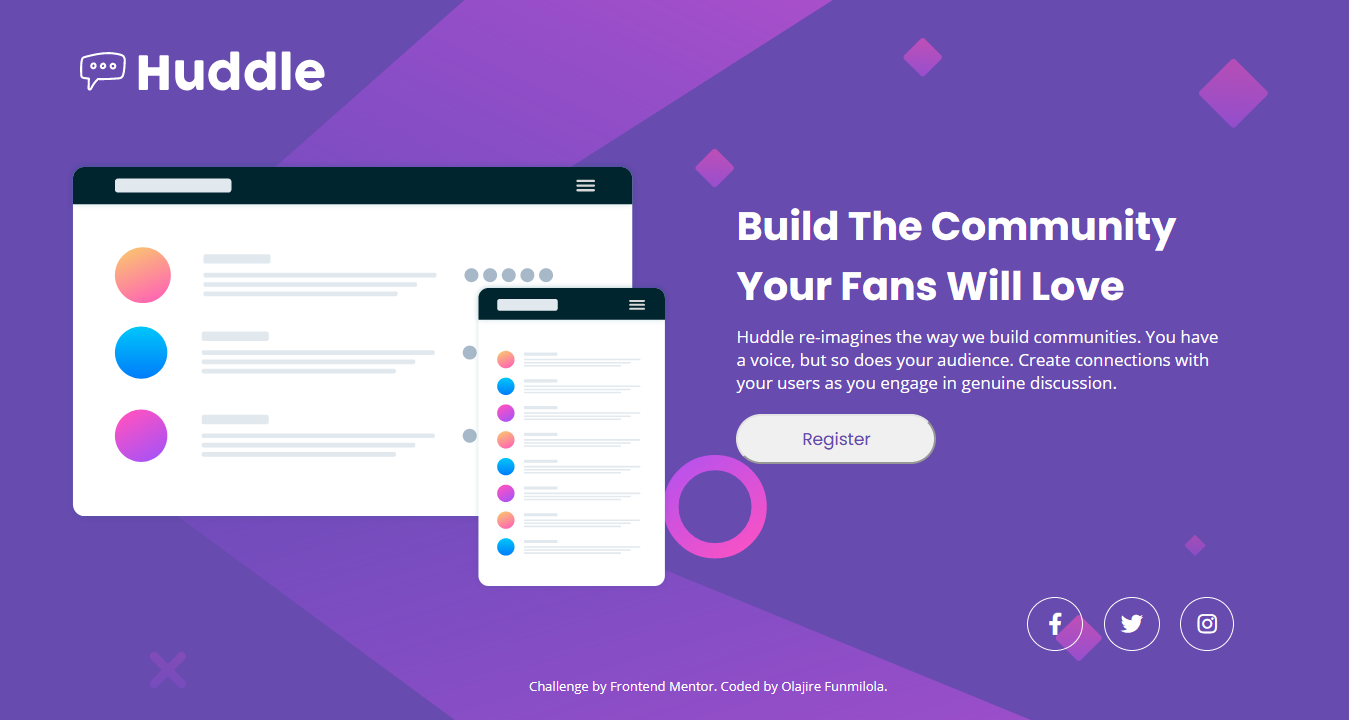 Huddle
Build The Community
Your Fans Will Love
Huddle re-imagines the way we build communities. You have
a voice, but so does your audience. Create connections with
your users as you engage in genuine discussion.
Register
Challenge by Frontend Mentor. Coded by Olajire Funmilola.